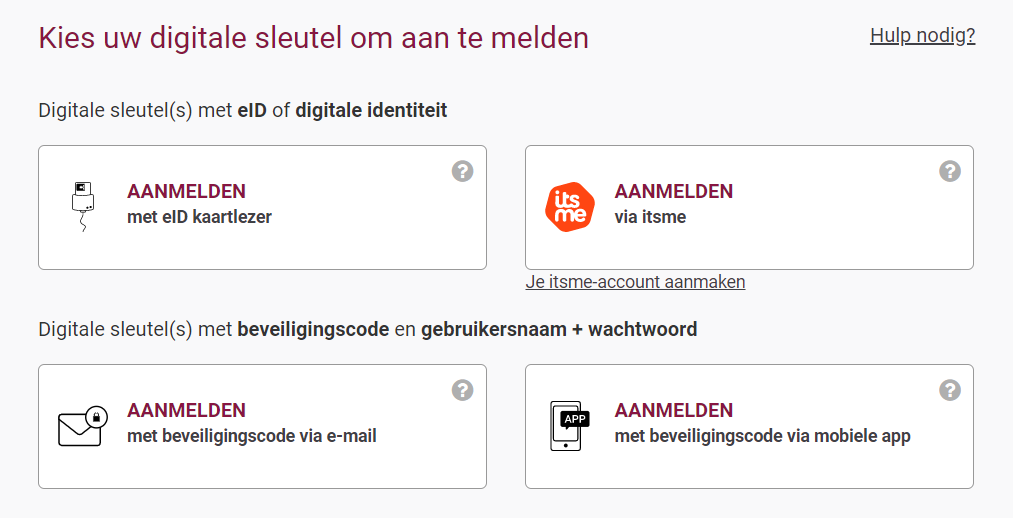 Kies uw digitale sleutel om aan te melden
Hulp nodig?
Digitale sleutel(s) met eID of digitale identiteit
?
AANMELDEN
met eID kaartlezer
?
its
me
AANMELDEN
via itsme
Je itsme-account aanmaken
Digitale sleutel(s) met beveiligingscode en gebruikersnaam + wachtwoord
?
AANMELDEN
met beveiligingscode via e-mail
?
APP
AANMELDEN
met beveiligingscode via mobiele app